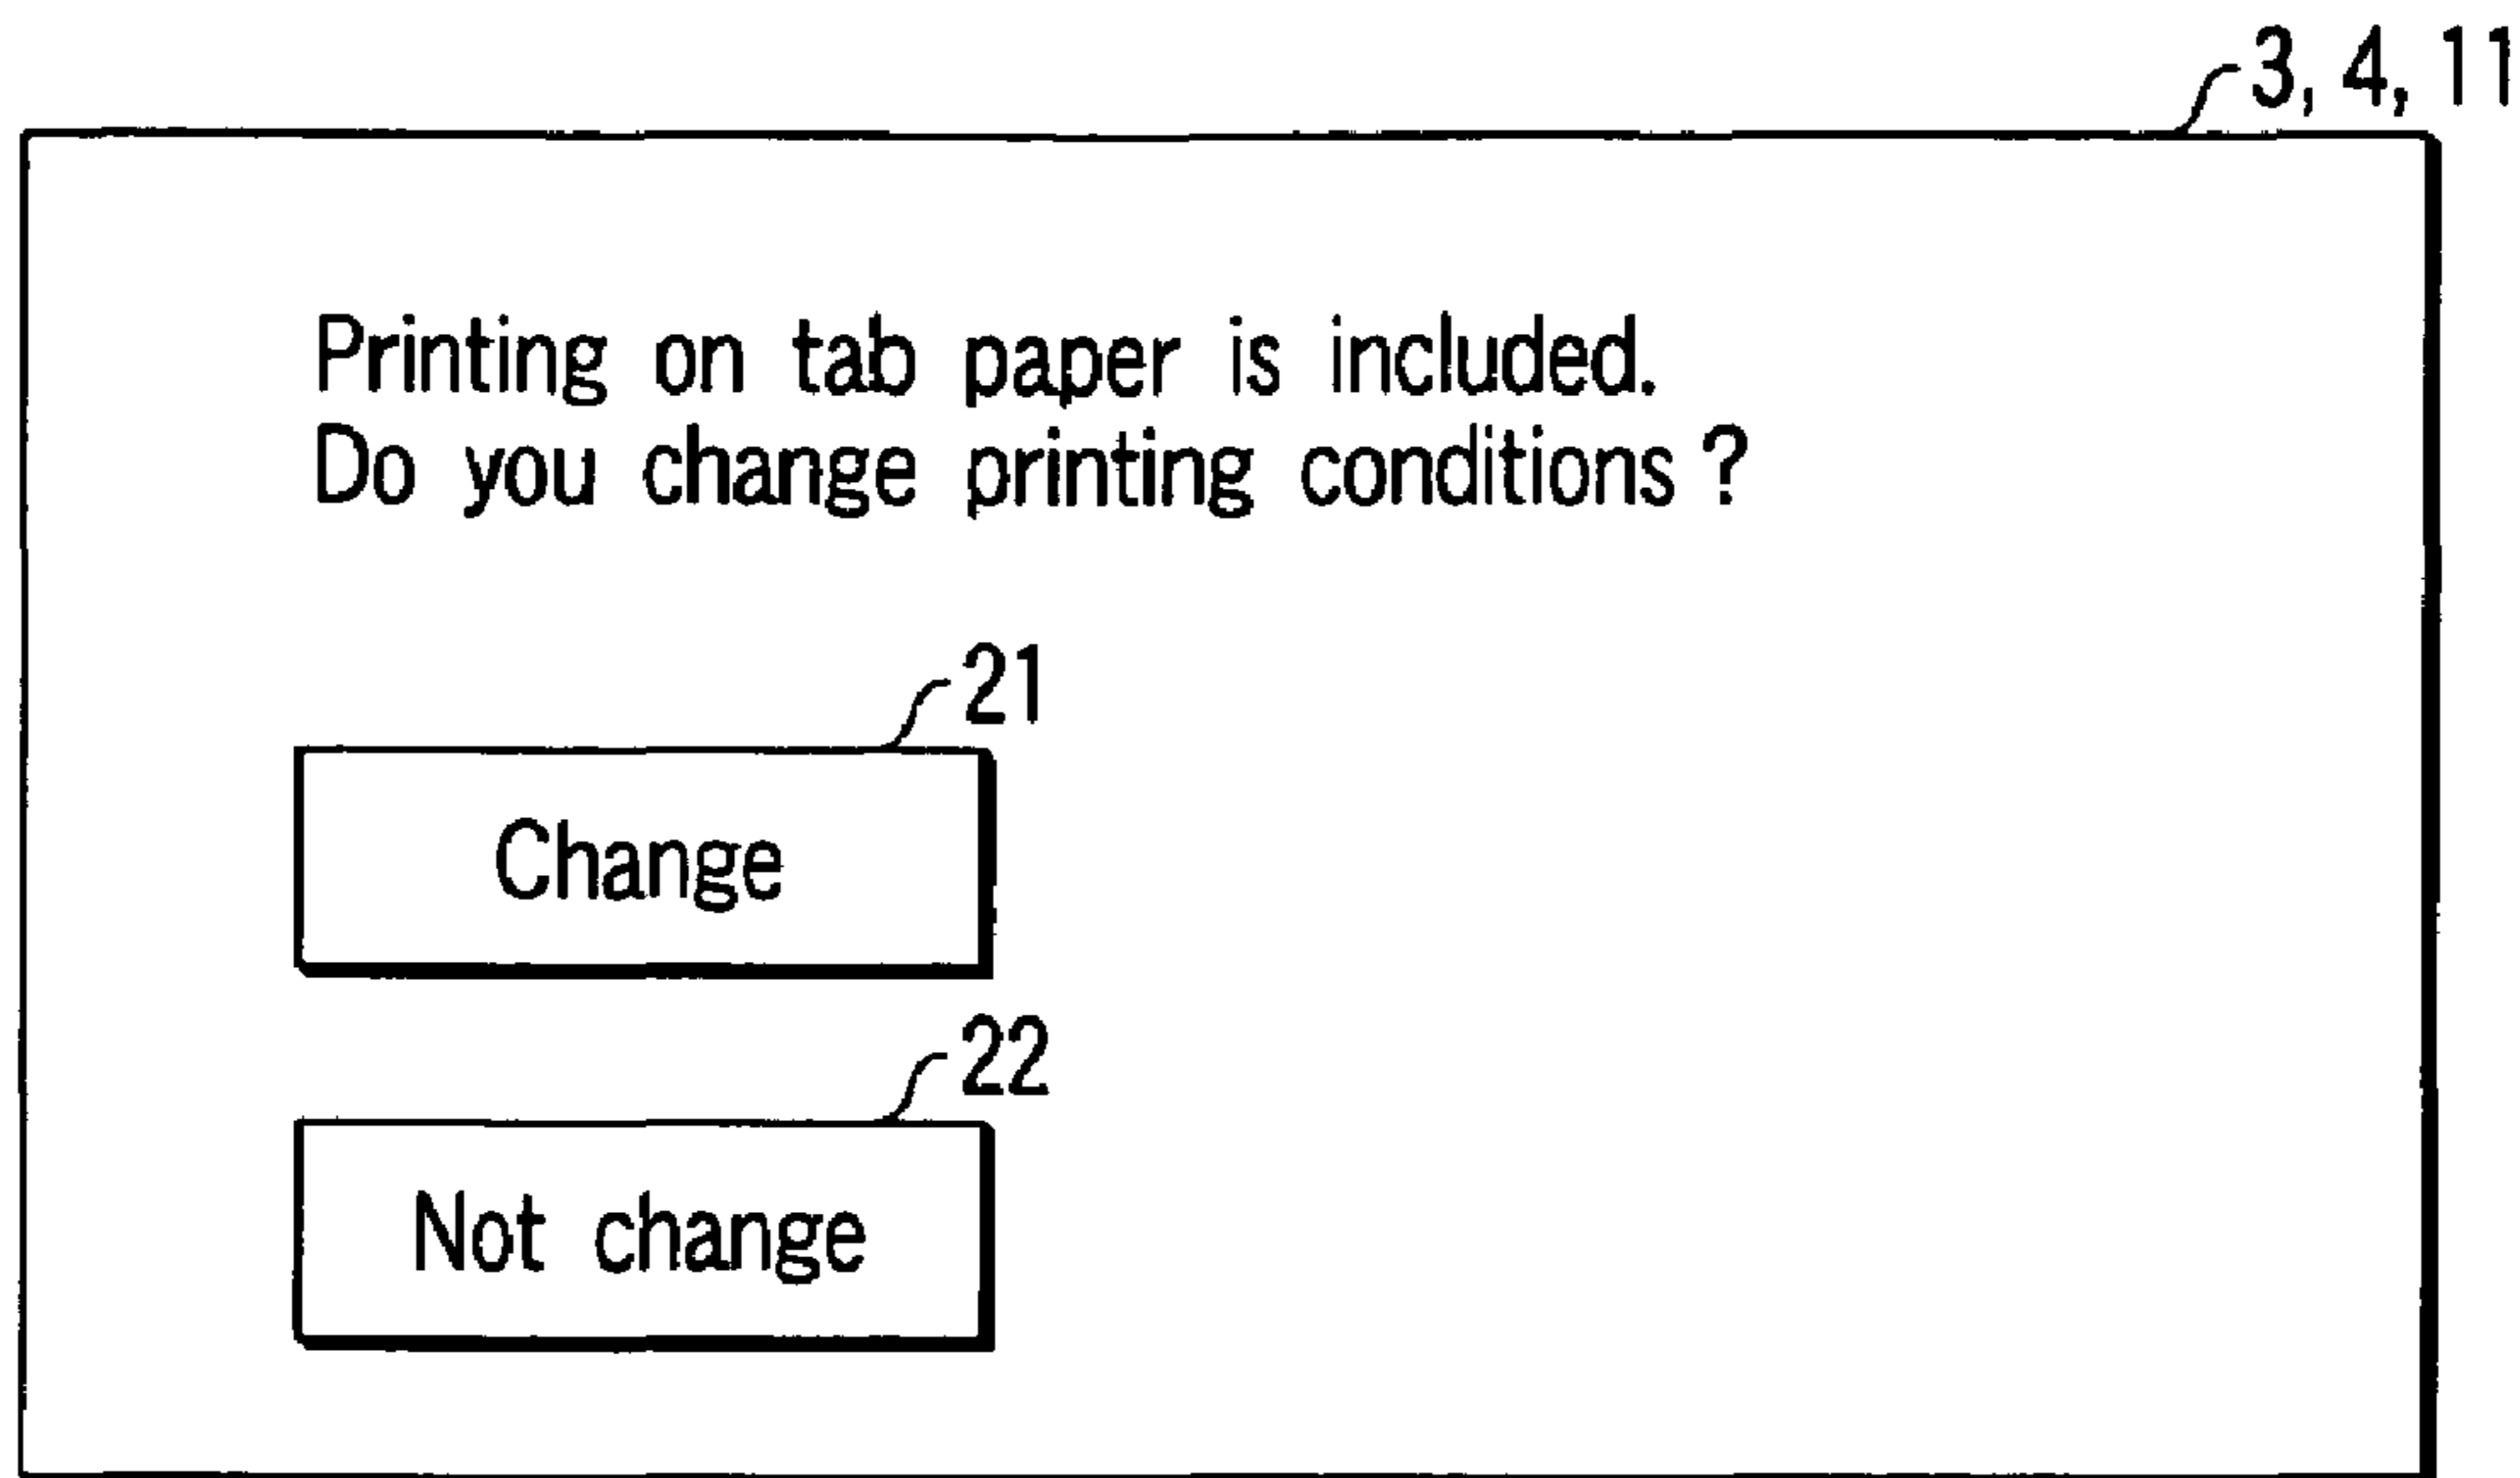 3, 4, 11
Printing on tab paper is included.
Do you change printing conditions ?
21
Change
22
Not change